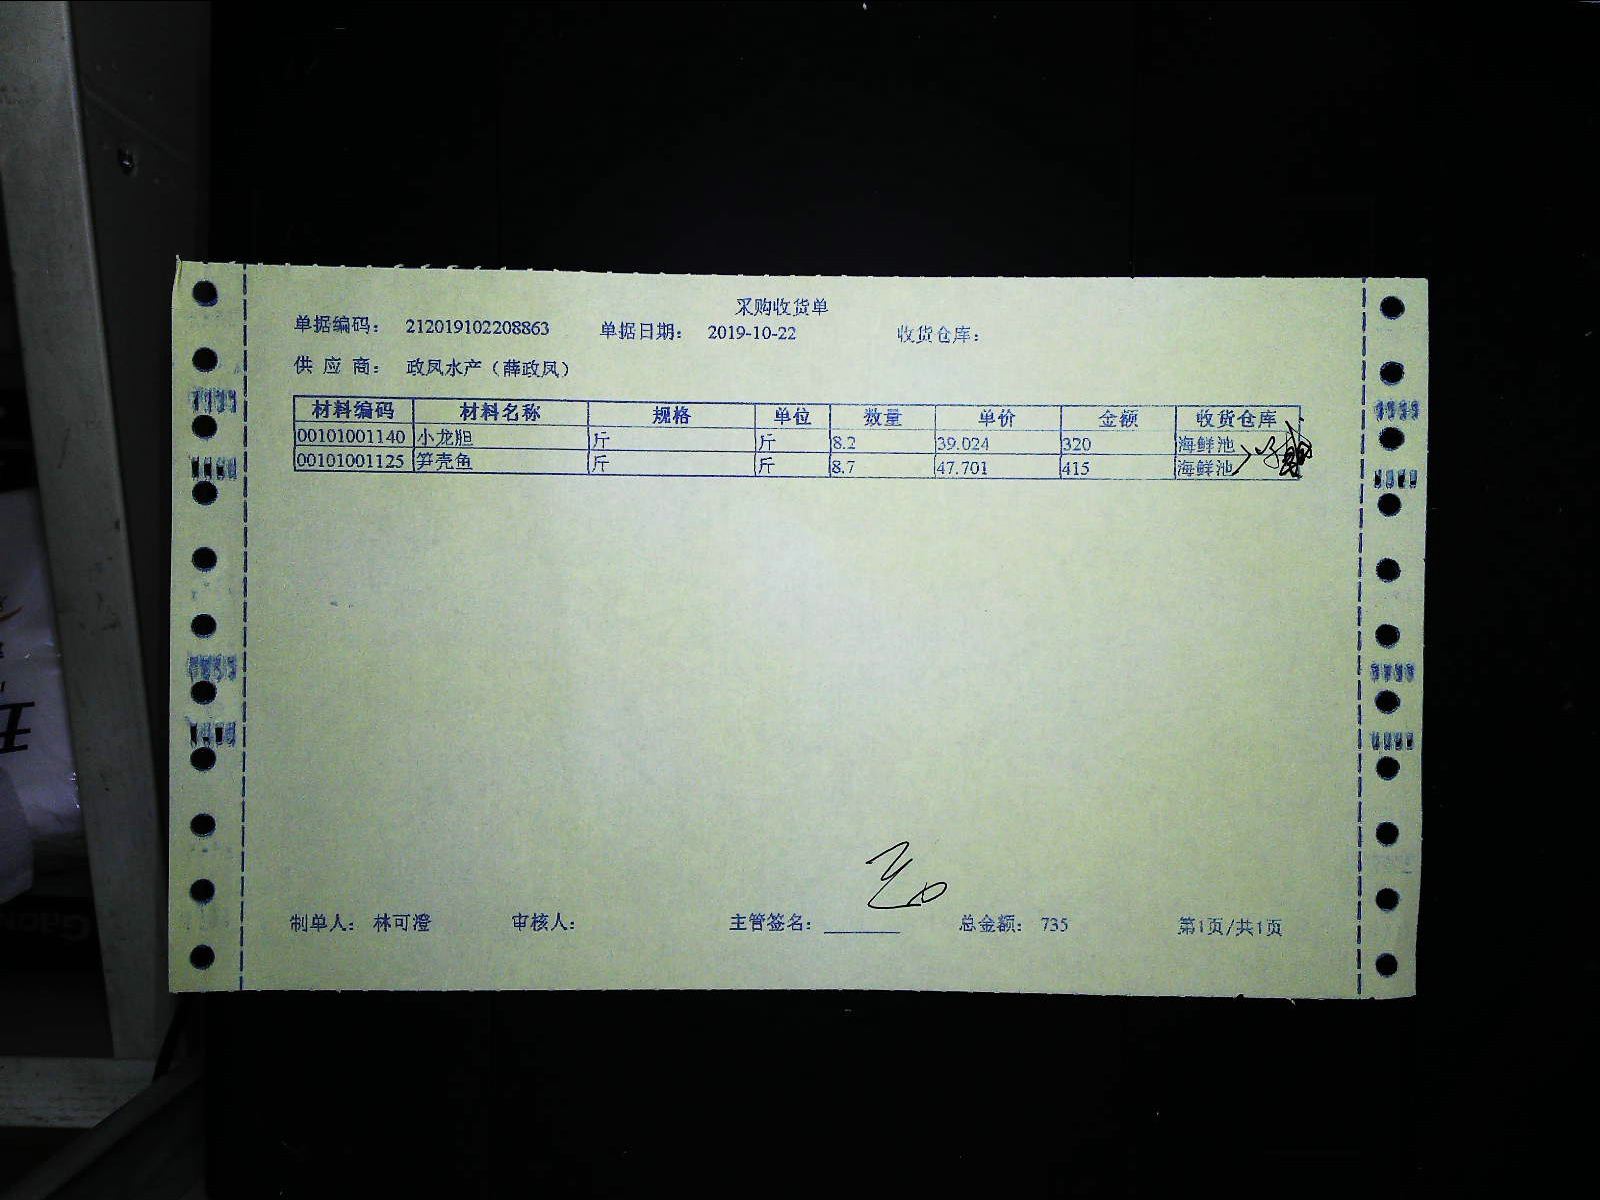 采购收货单
单据编码： 212019102208863 单据日期： 2019-10-22 收货仓库：
供 应 商： 政凤水产（薛政凤）
材料编码 材料名称 规格 单位 数量 单价 金额 收货仓库
00101001140 小龙胆 斤 斤 8.2 39.024 320 海鲜池
00101001125 笋壳鱼 斤 斤 8.7 47.701 415 海鲜池
制单人： 林可澄 审核人： 主管签名： 总金额： 735 第1页/共1页